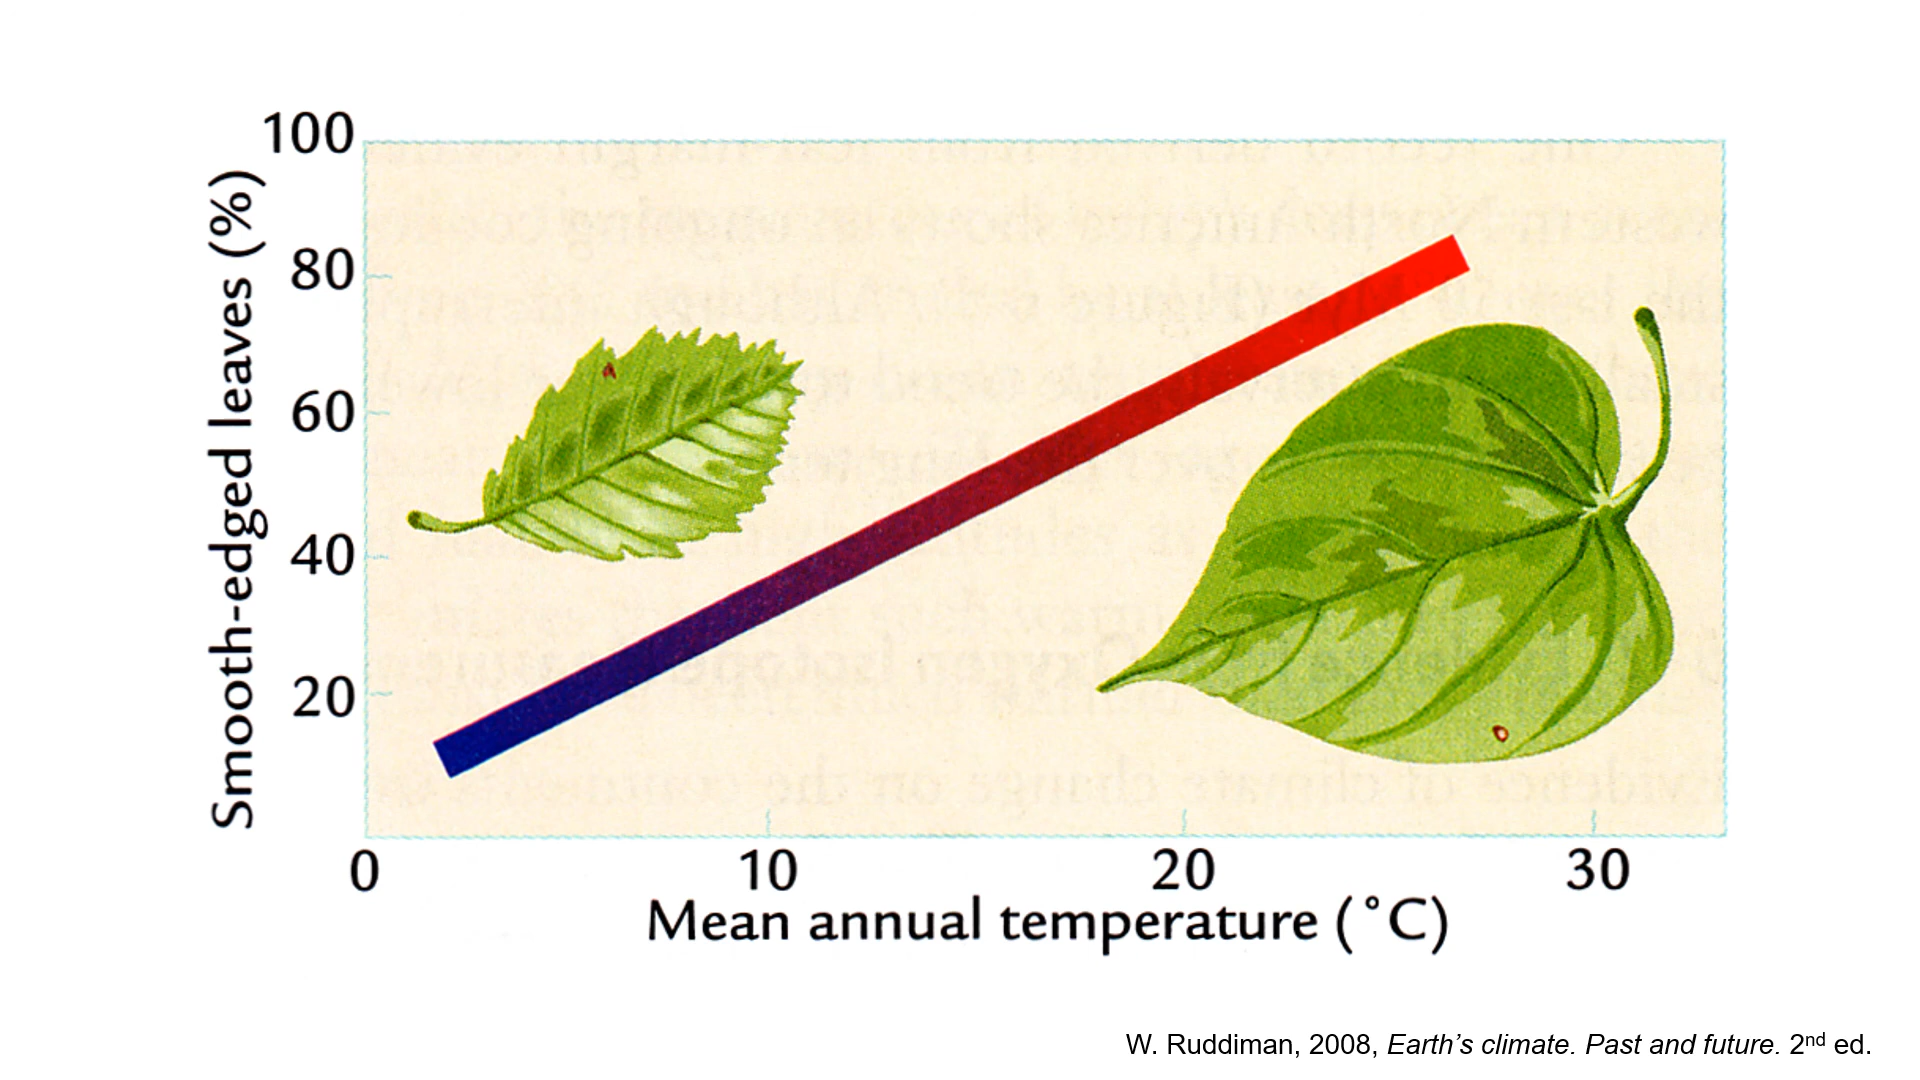 100
80
60
40
20
Smooth-edged leaves (%)
0 10 20 30
Mean annual temperature (˚C)
W. Ruddiman, 2008, Earth’s climate. Past and future. 2nd ed.